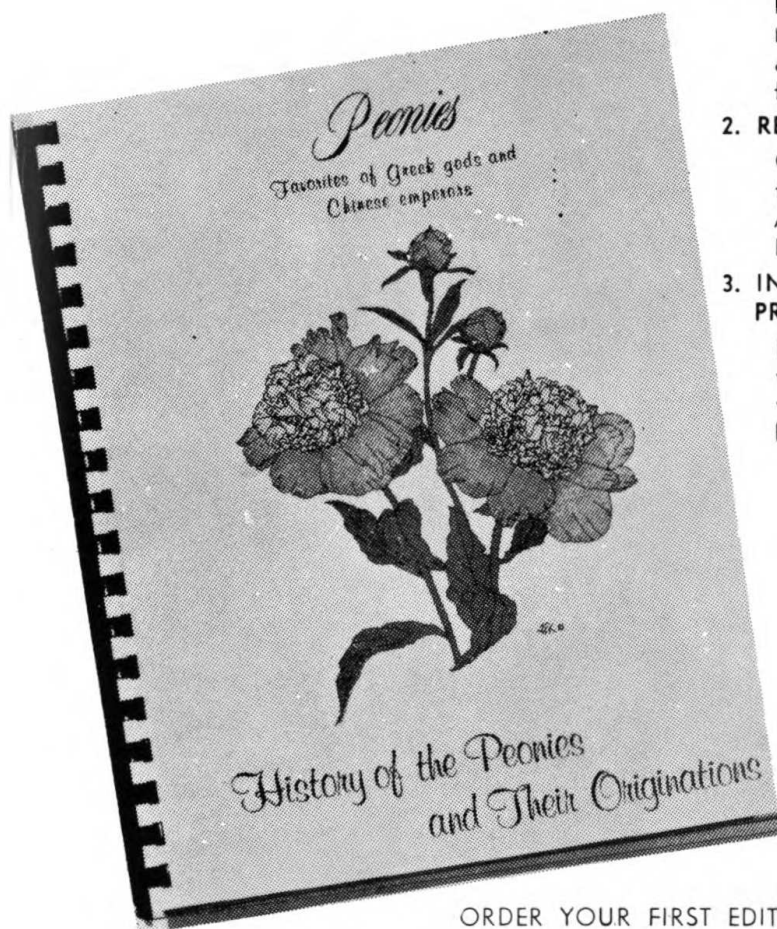 Peonies
Favorites of Greek gods and
Chinese emperors
History of the Peonies
and Their Originations
2.
3. IN
PR
ORDER YOUR FIRST EDIT